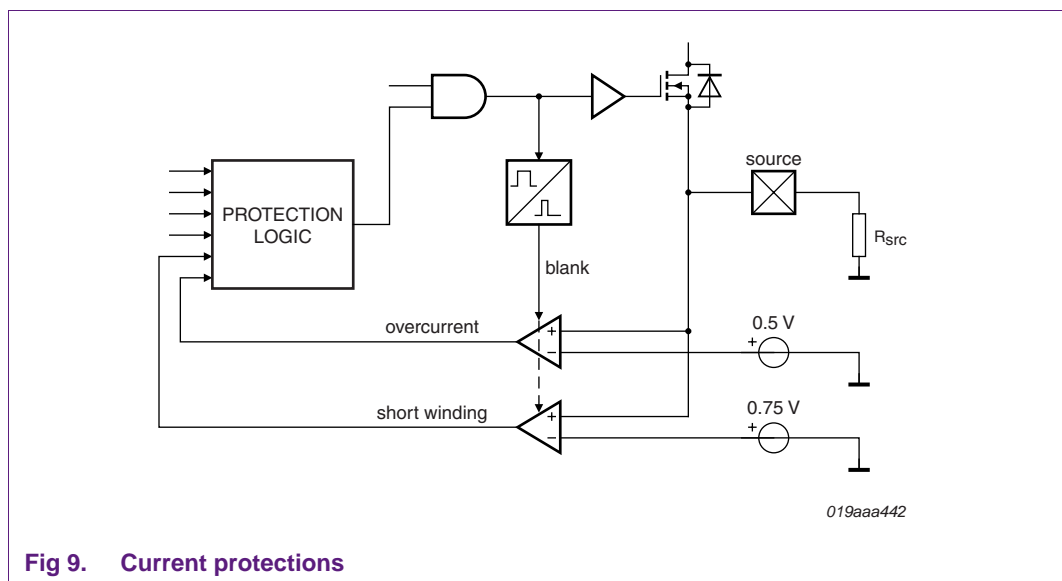 source
PROTECTION
LOGIC
Rsrc
blank
overcurrent
+
−
+
0.5 V
short winding
+
−
+
0.75 V
019aaa442
Fig 9. Current protections